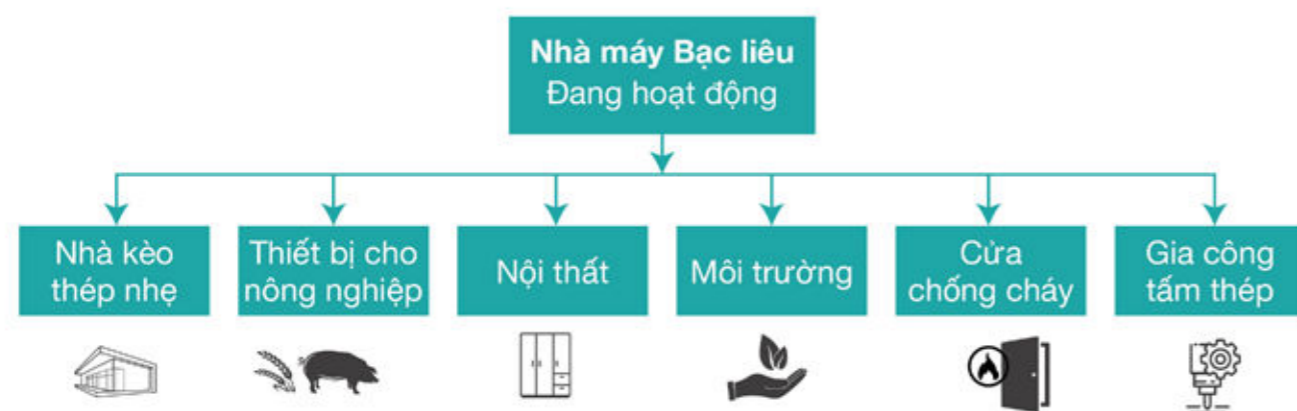 Nhà máy Bạc liêu
Đang hoạt động
Nhà kèo
thép nhẹ
Thiết bị cho
nông nghiệp
Nội thất
Môi trường
Cửa
chống cháy
Gia công
tấm thép